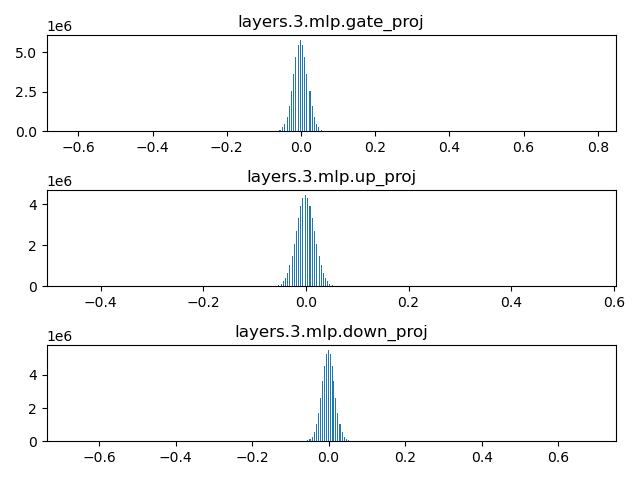 layers.3.mlp.gate_proj
1e6
5.0
2.5
0.0
−0.6 −0.4 −0.2 0.0 0.2 0.4 0.6 0.8
layers.3.mlp.up_proj
1e6
4
2
0
−0.4 −0.2 0.0 0.2 0.4 0.6
layers.3.mlp.down_proj
1e6
4
2
0
−0.6 −0.4 −0.2 0.0 0.2 0.4 0.6